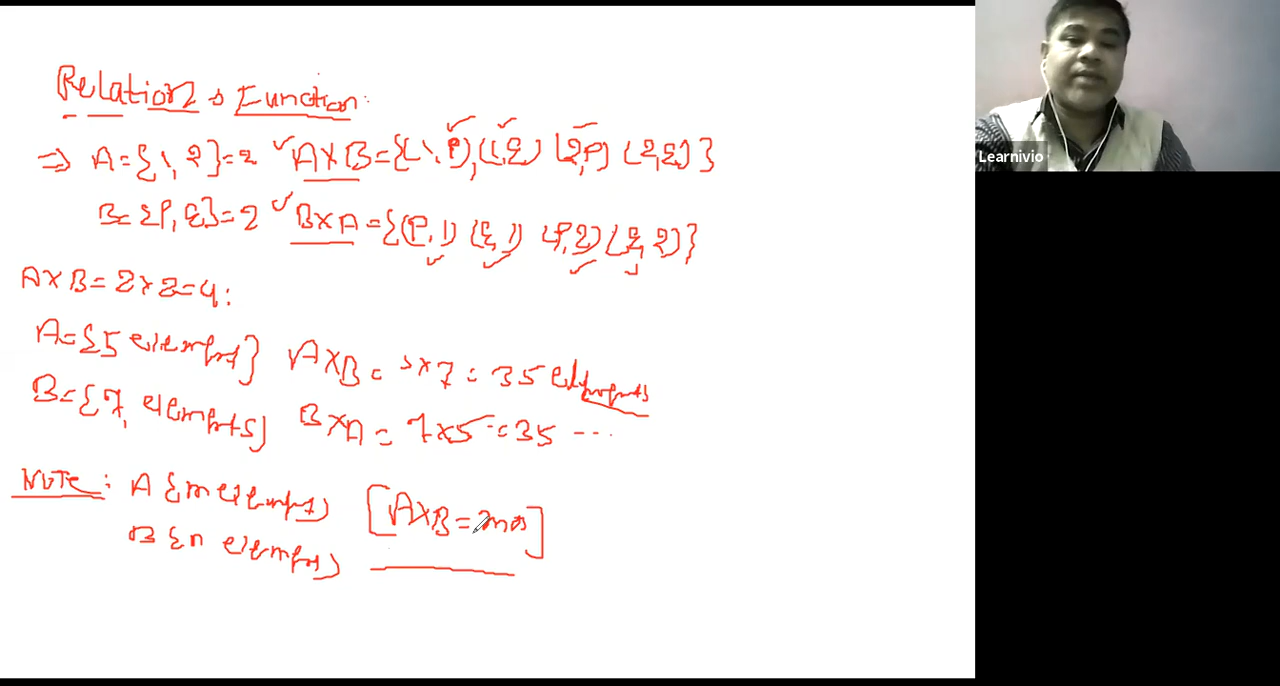 Relation & Function:
⇒ A={1, 2}=2 ✓A×B={(1,P),(1,q) (2,P) (2,q)}
B={P,q}=2 ✓B×A={(P,1) (q,1) (P,2) (q,2)}
A×B=2×2=4:
A={5 elements} A×B=5×7=35 elements
B={7, elements} B×A=7×5=35 ...
Note: A {m elements} [A×B=
B {n elements}
Learnivio